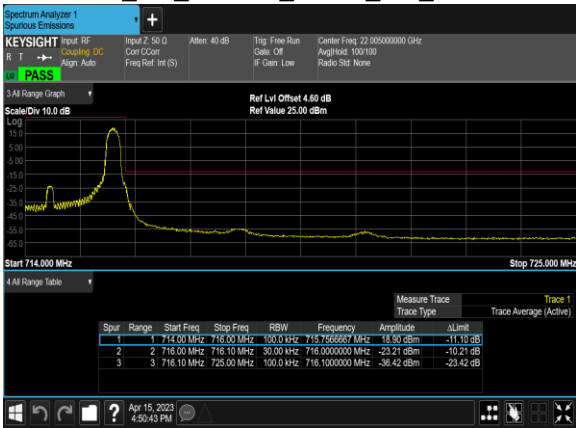 Spectrum Analyzer 1
Spurious Emissions
+
KEYSIGHT Input: RF Input Z: 50 Ω Atten: 40 dB Trig: Free Run Center Freq: 22.005000000 GHz
R T Coupling: DC Corr CCorr Gate: Off Avg|Hold: 100/100
Align: Auto Freq Ref: Int (S) IF Gain: Low Radio Std: None
PASS
3 All Range Graph
Ref Lvl Offset 4.60 dB
Scale/Div 10.0 dB Ref Value 25.00 dBm
Log
15.0
5.00
-5.00
-15.0
-25.0
-35.0
-45.0
-55.0
-65.0
Start 714.000 MHz Stop 725.000 MHz
4 All Range Table
Measure Trace Trace 1
Trace Type Trace Average (Active)
Spur Range Start Freq Stop Freq RBW Frequency Amplitude ΔLimit
1 1 714.00 MHz 716.00 MHz 100.0 kHz 715.7566667 MHz 18.90 dBm -11.10 dB
2 2 716.00 MHz 716.10 MHz 30.00 kHz 716.0000000 MHz -23.21 dBm -10.21 dB
3 3 716.10 MHz 725.00 MHz 100.0 kHz 716.1000000 MHz -36.42 dBm -23.42 dB
? Apr 15, 2023
4:50:43 PM